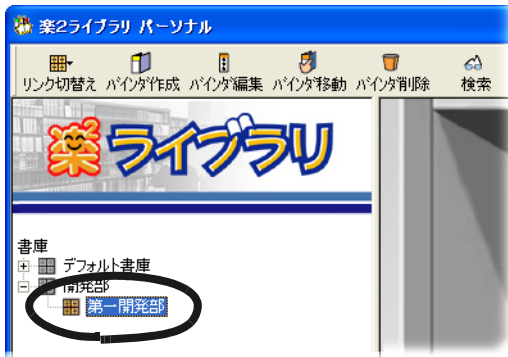 楽2ライブラリ パーソナル
リンク切替え バインダ作成 バインダ編集 バインダ移動 バインダ削除 検索
楽ライブラリ
書庫
デフォルト書庫
開発部
第一開発部